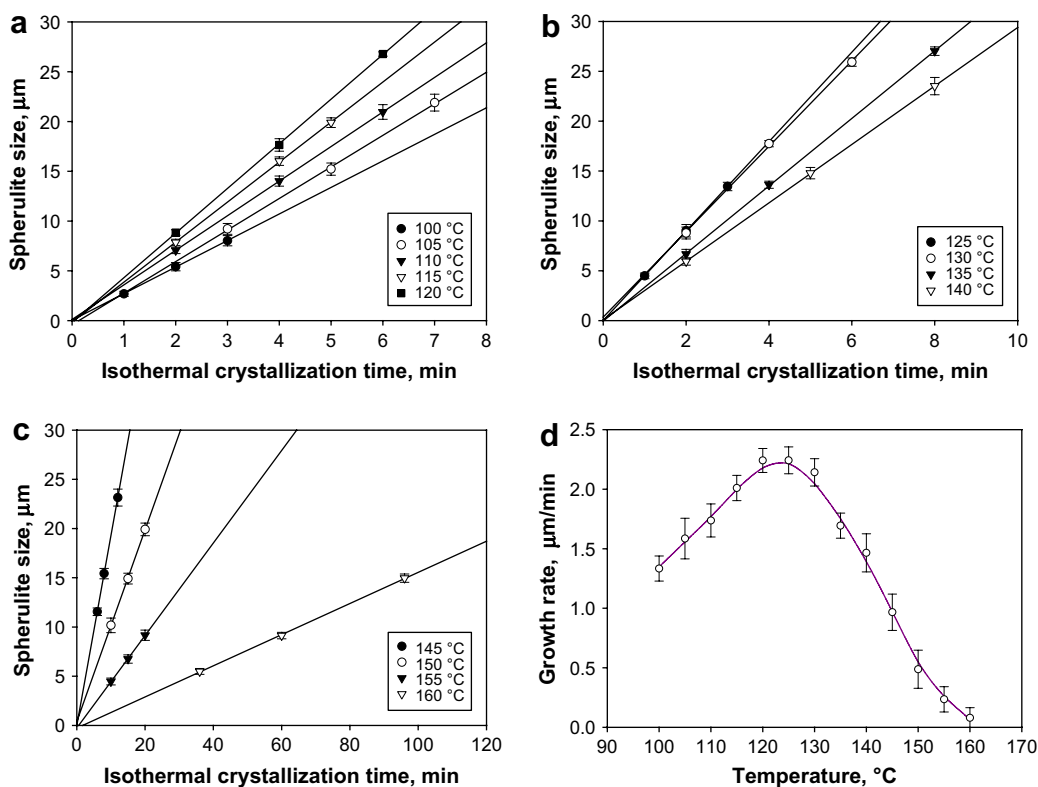 a
30
25
20
15
10
5
0
Spherulite size, μm
0 1 2 3 4 5 6 7 8
Isothermal crystallization time, min
100 °C
105 °C
110 °C
115 °C
120 °C
b
30
25
20
15
10
5
0
Spherulite size, μm
0 2 4 6 8 10
Isothermal crystallization time, min
125 °C
130 °C
135 °C
140 °C
c
30
25
20
15
10
5
0
Spherulite size, μm
0 20 40 60 80 100 120
Isothermal crystallization time, min
145 °C
150 °C
155 °C
160 °C
d
2.5
2.0
1.5
1.0
0.5
0.0
Growth rate, μm/min
90 100 110 120 130 140 150 160 170
Temperature, °C